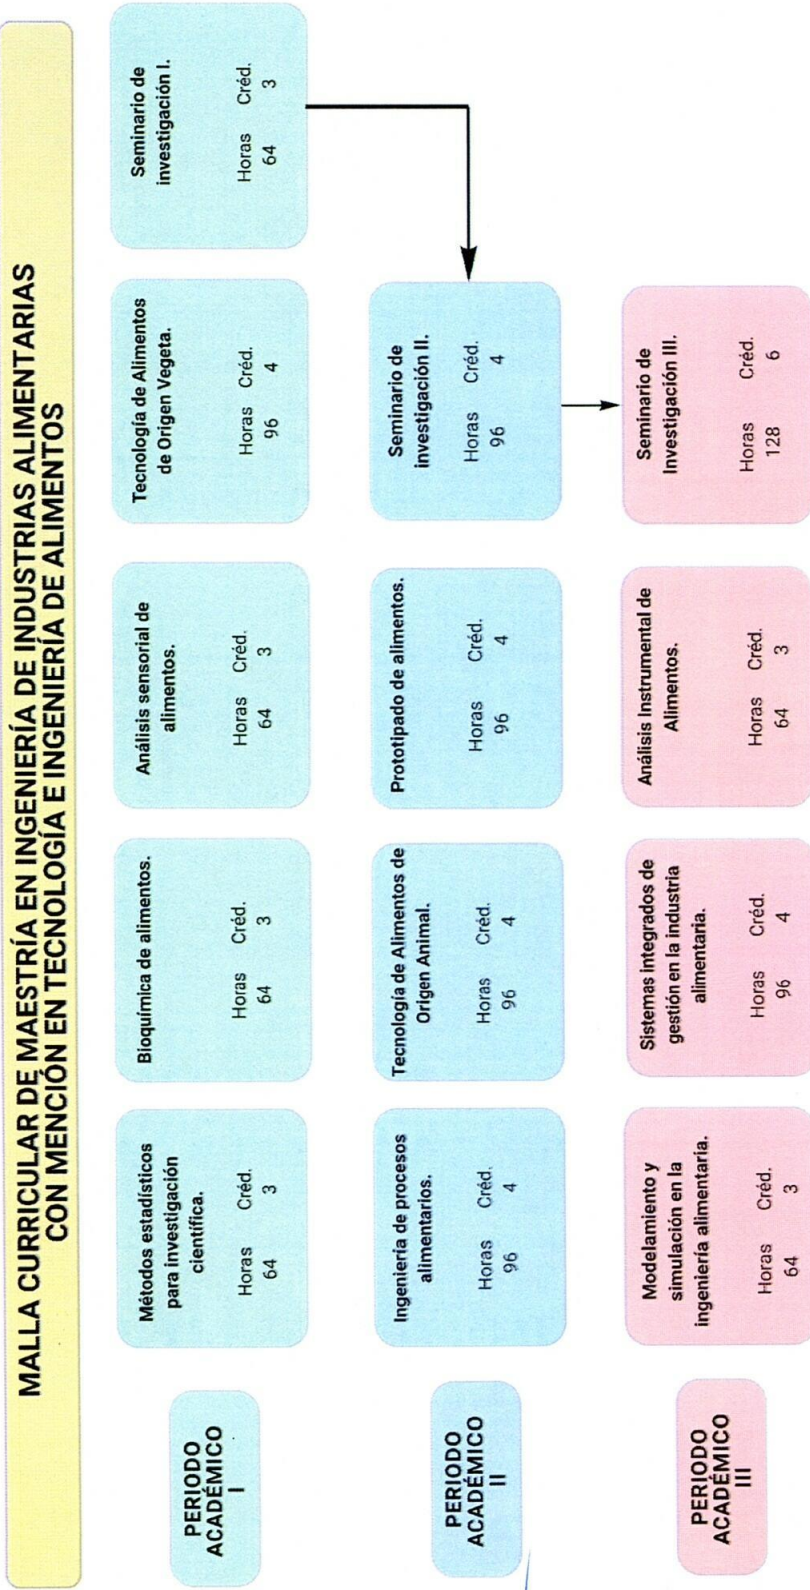 MALLA CURRICULAR DE MAESTRÍA EN INGENIERÍA DE INDUSTRIAS ALIMENTARIAS
CON MENCIÓN EN TECNOLOGÍA E INGENIERÍA DE ALIMENTOS
PERIODO
ACADÉMICO
I
Métodos estadísticos
para investigación
científica.
Horas Créd.
64 3
Bioquímica de alimentos.
Horas Créd.
64 3
Análisis sensorial de
alimentos.
Horas Créd.
64 3
Tecnología de Alimentos
de Origen Vegeta.
Horas Créd.
96 4
Seminario de
investigación I.
Horas Créd.
64 3
PERIODO
ACADÉMICO
II
Ingeniería de procesos
alimentarios.
Horas Créd.
96 4
Tecnología de Alimentos de
Origen Animal.
Horas Créd.
96 4
Prototipado de alimentos.
Horas Créd.
96 4
Seminario de
investigación II.
Horas Créd.
96 4
PERIODO
ACADÉMICO
III
Modelamiento y
simulación en la
ingeniería alimentaria.
Horas Créd.
64 3
Sistemas integrados de
gestión en la industria
alimentaria.
Horas Créd.
96 4
Análisis Instrumental de
Alimentos.
Horas Créd.
64 3
Seminario de
Investigación III.
Horas Créd.
128 6